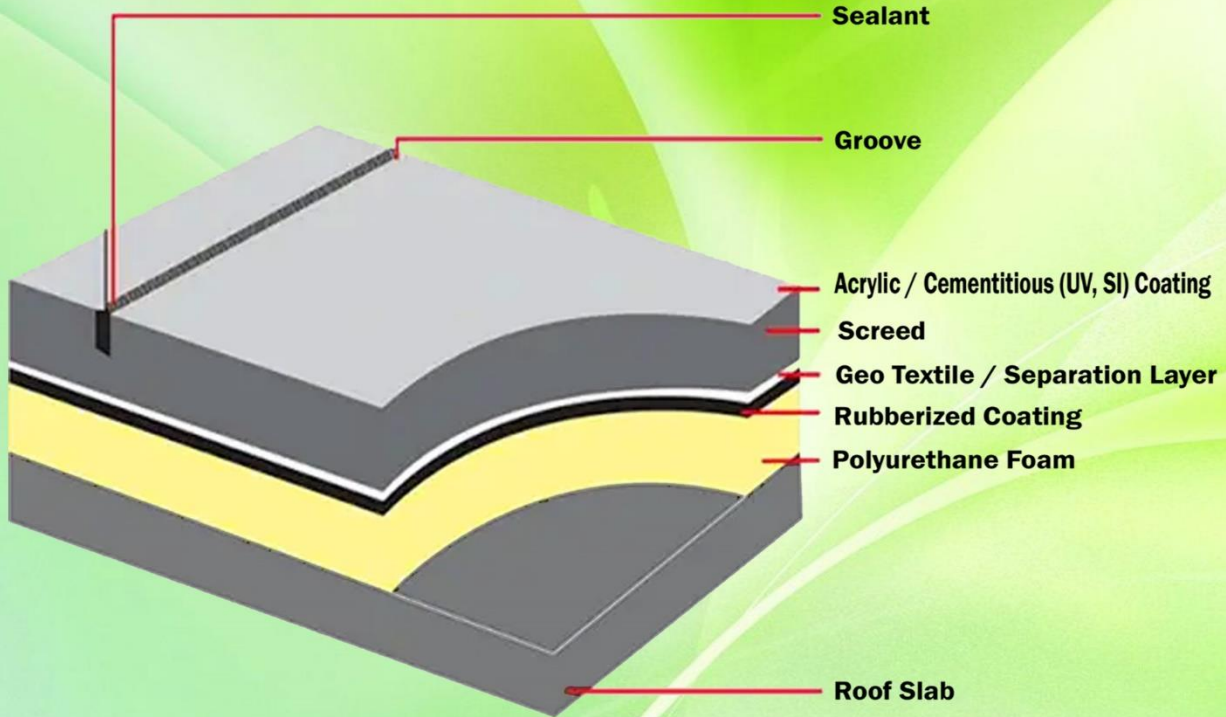 Sealant
Groove
Acrylic / Cementitious (UV, SI) Coating
Screed
Geo Textile / Separation Layer
Rubberized Coating
Polyurethane Foam
Roof Slab